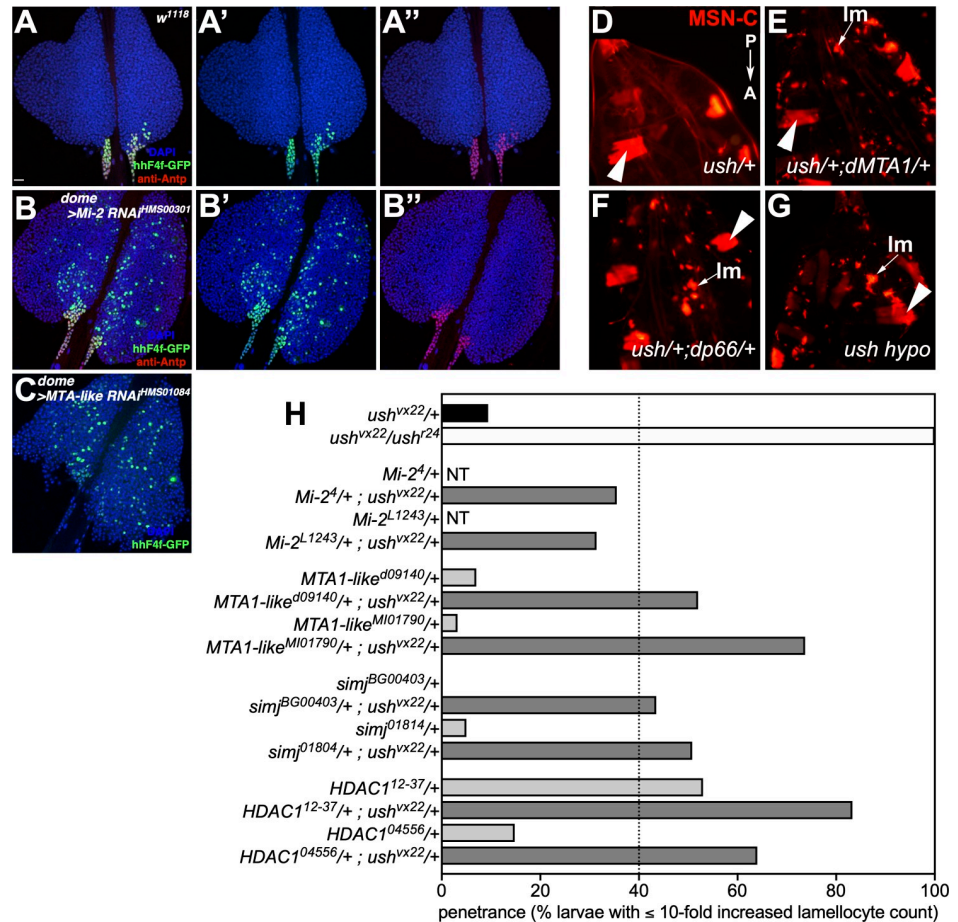 A
w1118
DAPI
hhF4f-GFP
anti-Antp
A'
A''
B
dome
>Mi-2 RNAiHMS00301
DAPI
hhF4f-GFP
anti-Antp
B'
B''
C
dome
>MTA-like RNAiHMS01084
DAPI
hhF4f-GFP
D
MSN-C
P
A
ush/+
E
lm
ush/+;dMTA1/+
F
lm
ush/+;dp66/+
G
lm
ush hypo
H
ushvx22/+
ushvx22/ushr24
Mi-24/+ NT
Mi-24/+ ; ushvx22/+
Mi-2L1243/+ NT
Mi-2L1243/+ ; ushvx22/+
MTA1-liked09140/+
MTA1-liked09140/+ ; ushvx22/+
MTA1-likeMI01790/+
MTA1-likeMI01790/+ ; ushvx22/+
simjBG00403/+
simjBG00403/+ ; ushvx22/+
simj01814/+
simj01804/+ ; ushvx22/+
HDAC112-37/+
HDAC112-37/+ ; ushvx22/+
HDAC104556/+
HDAC104556/+ ; ushvx22/+
0 20 40 60 80 100
penetrance (% larvae with ≤ 10-fold increased lamellocyte count)